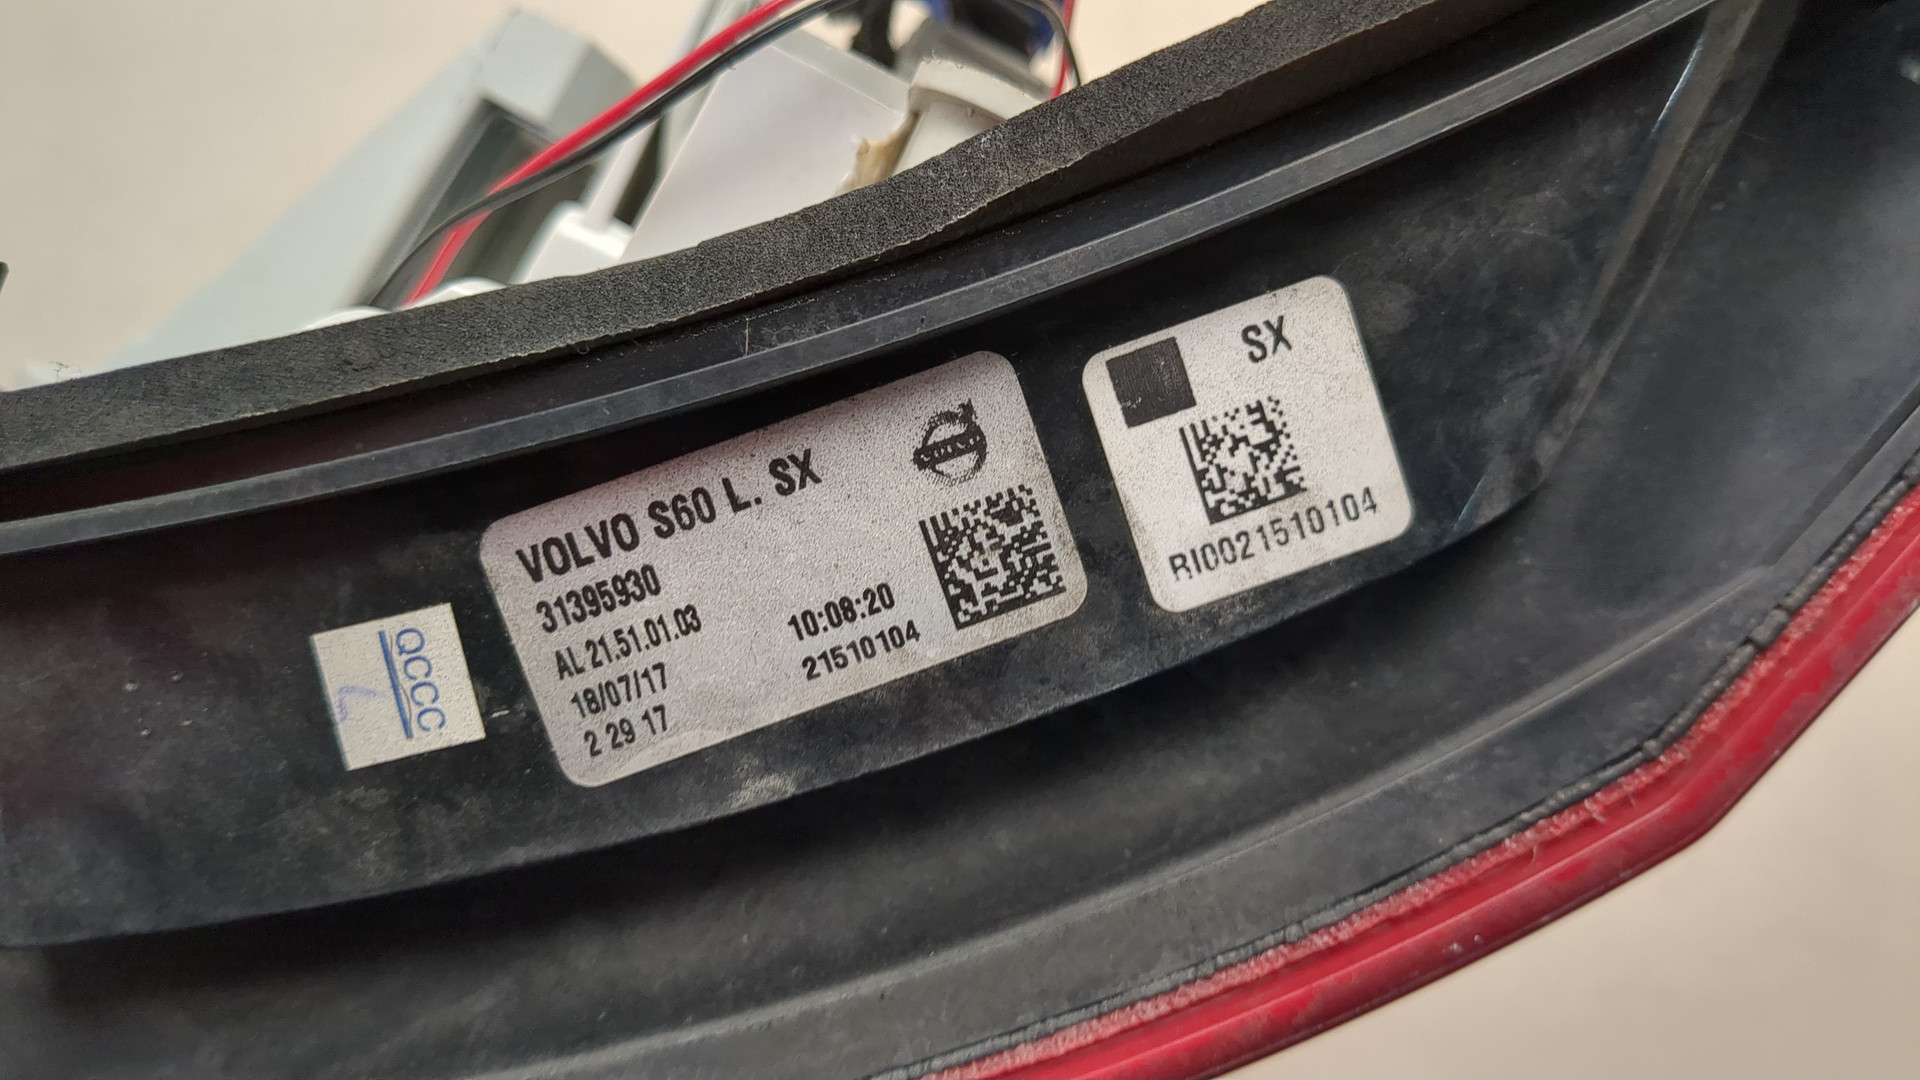 VOLVO S60 L. SX
31395930
AL 21.51.01.03
10:08:20
18/07/17
21510104
2 29 17
VOLVO
SX
RI0021510104
QCCC